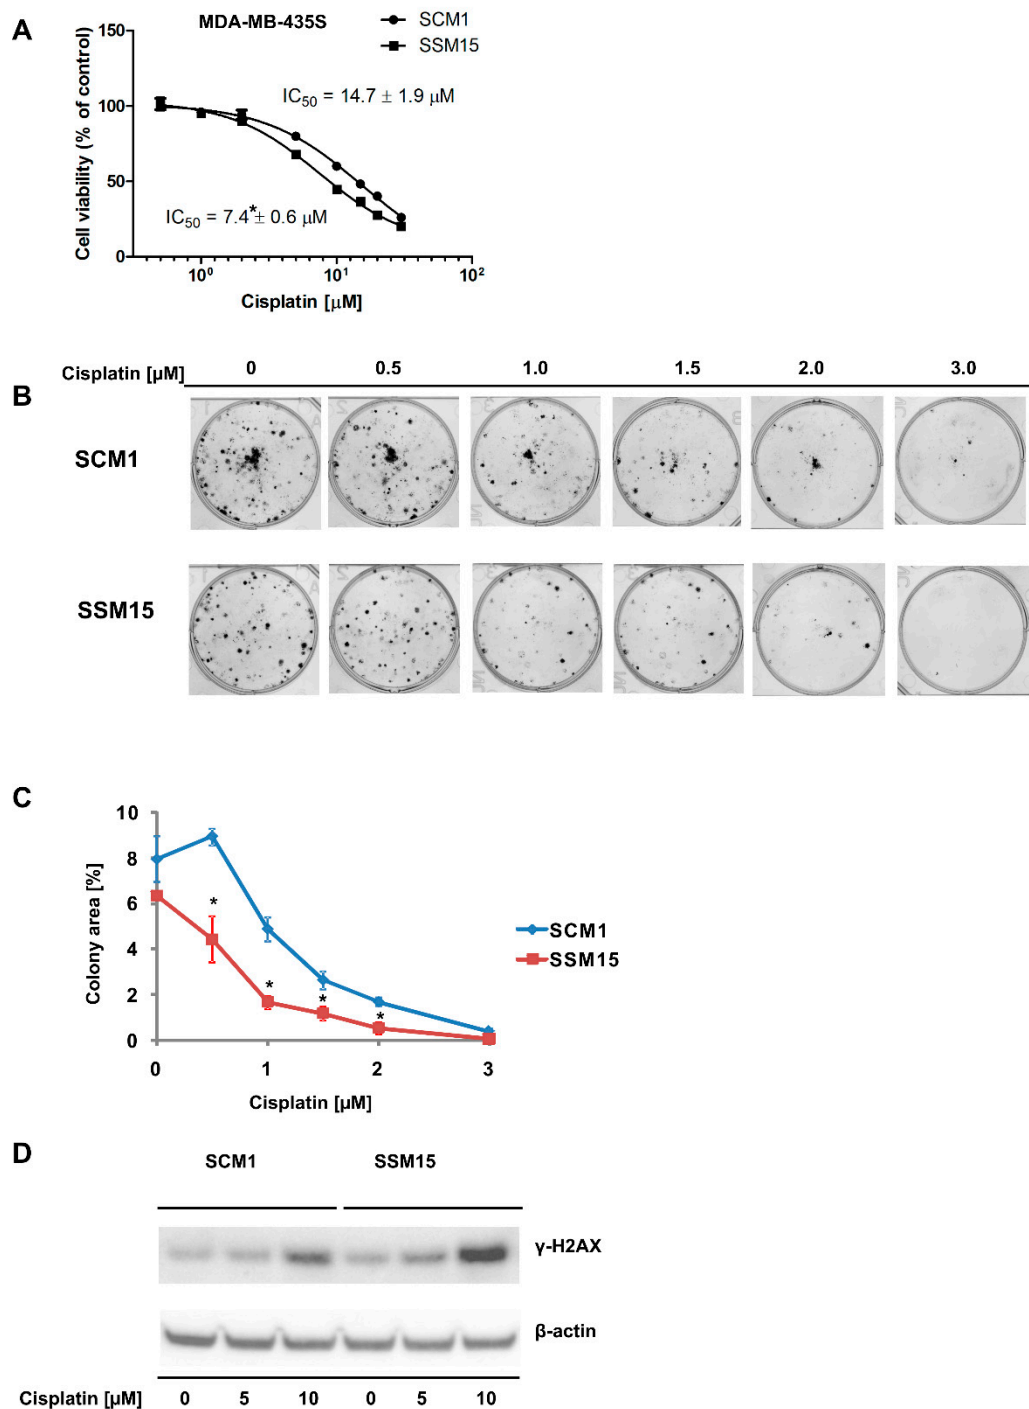 A
MDA-MB-435S
SCM1
SSM15
Cell viability (% of control)
150
100
50
0
IC50 = 14.7 ± 1.9 μM
IC50 = 7.4* ± 0.6 μM
10⁰ 10¹ 10²
Cisplatin [μM]
B
Cisplatin [μM] 0 0.5 1.0 1.5 2.0 3.0
SCM1
SSM15
C
Colony area [%]
10
8
6
4
2
0
* * * *
0 1 2 3
Cisplatin [μM]
SCM1
SSM15
D
SCM1 SSM15
γ-H2AX
β-actin
Cisplatin [μM] 0 5 10 0 5 10